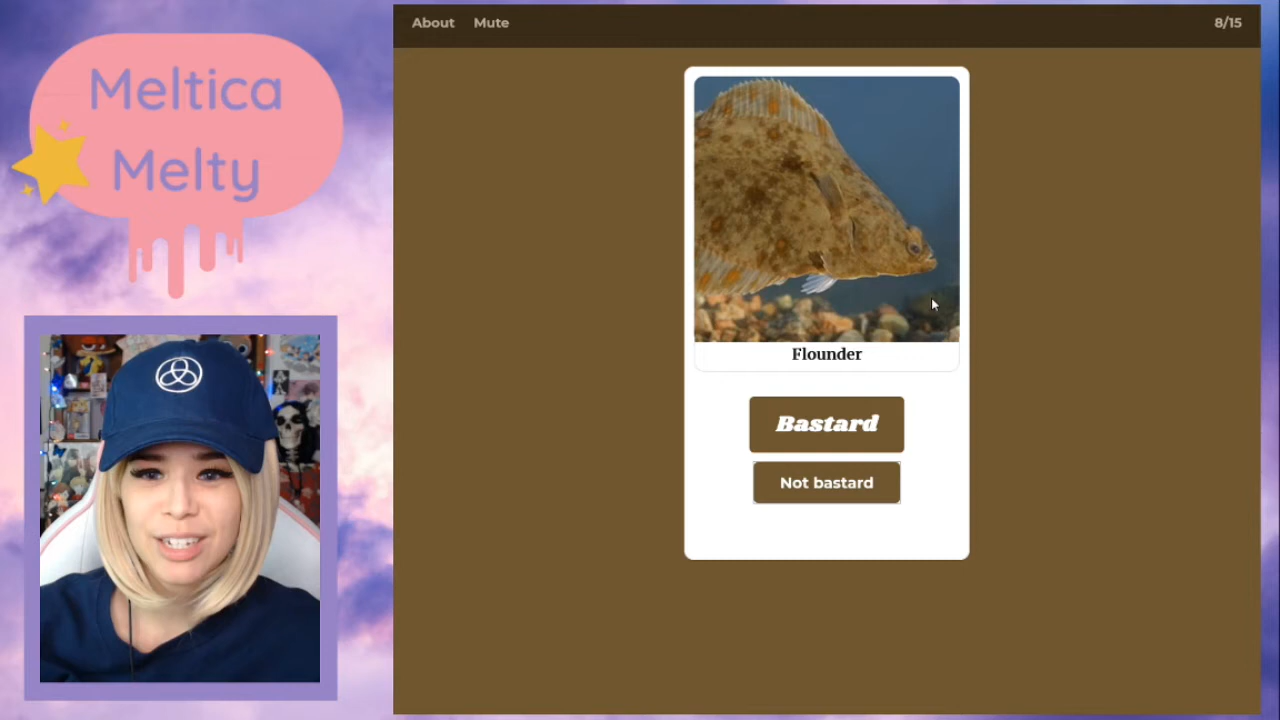 Meltica
Melty
About Mute 8/15
Flounder
Bastard
Not bastard